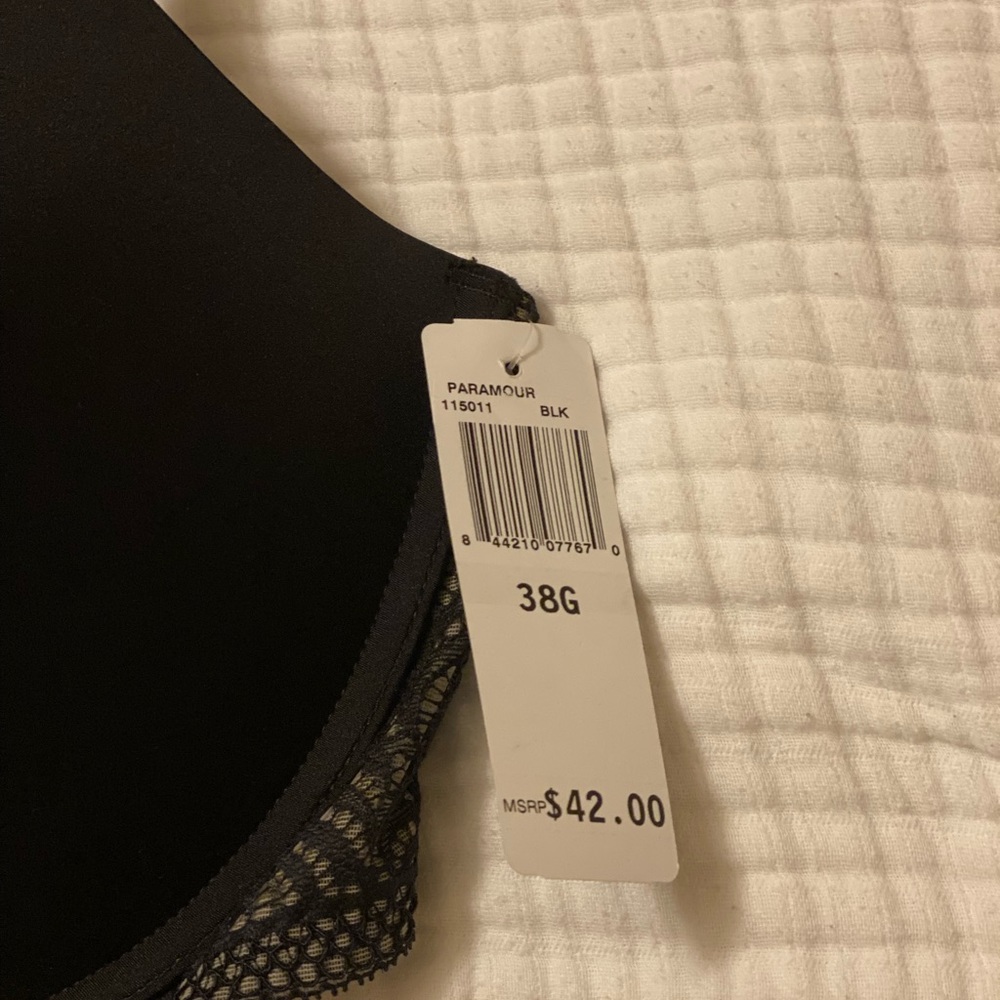 PARAMOUR
115011 BLK
8 44210 07767 0
38G
MSRP$42.00